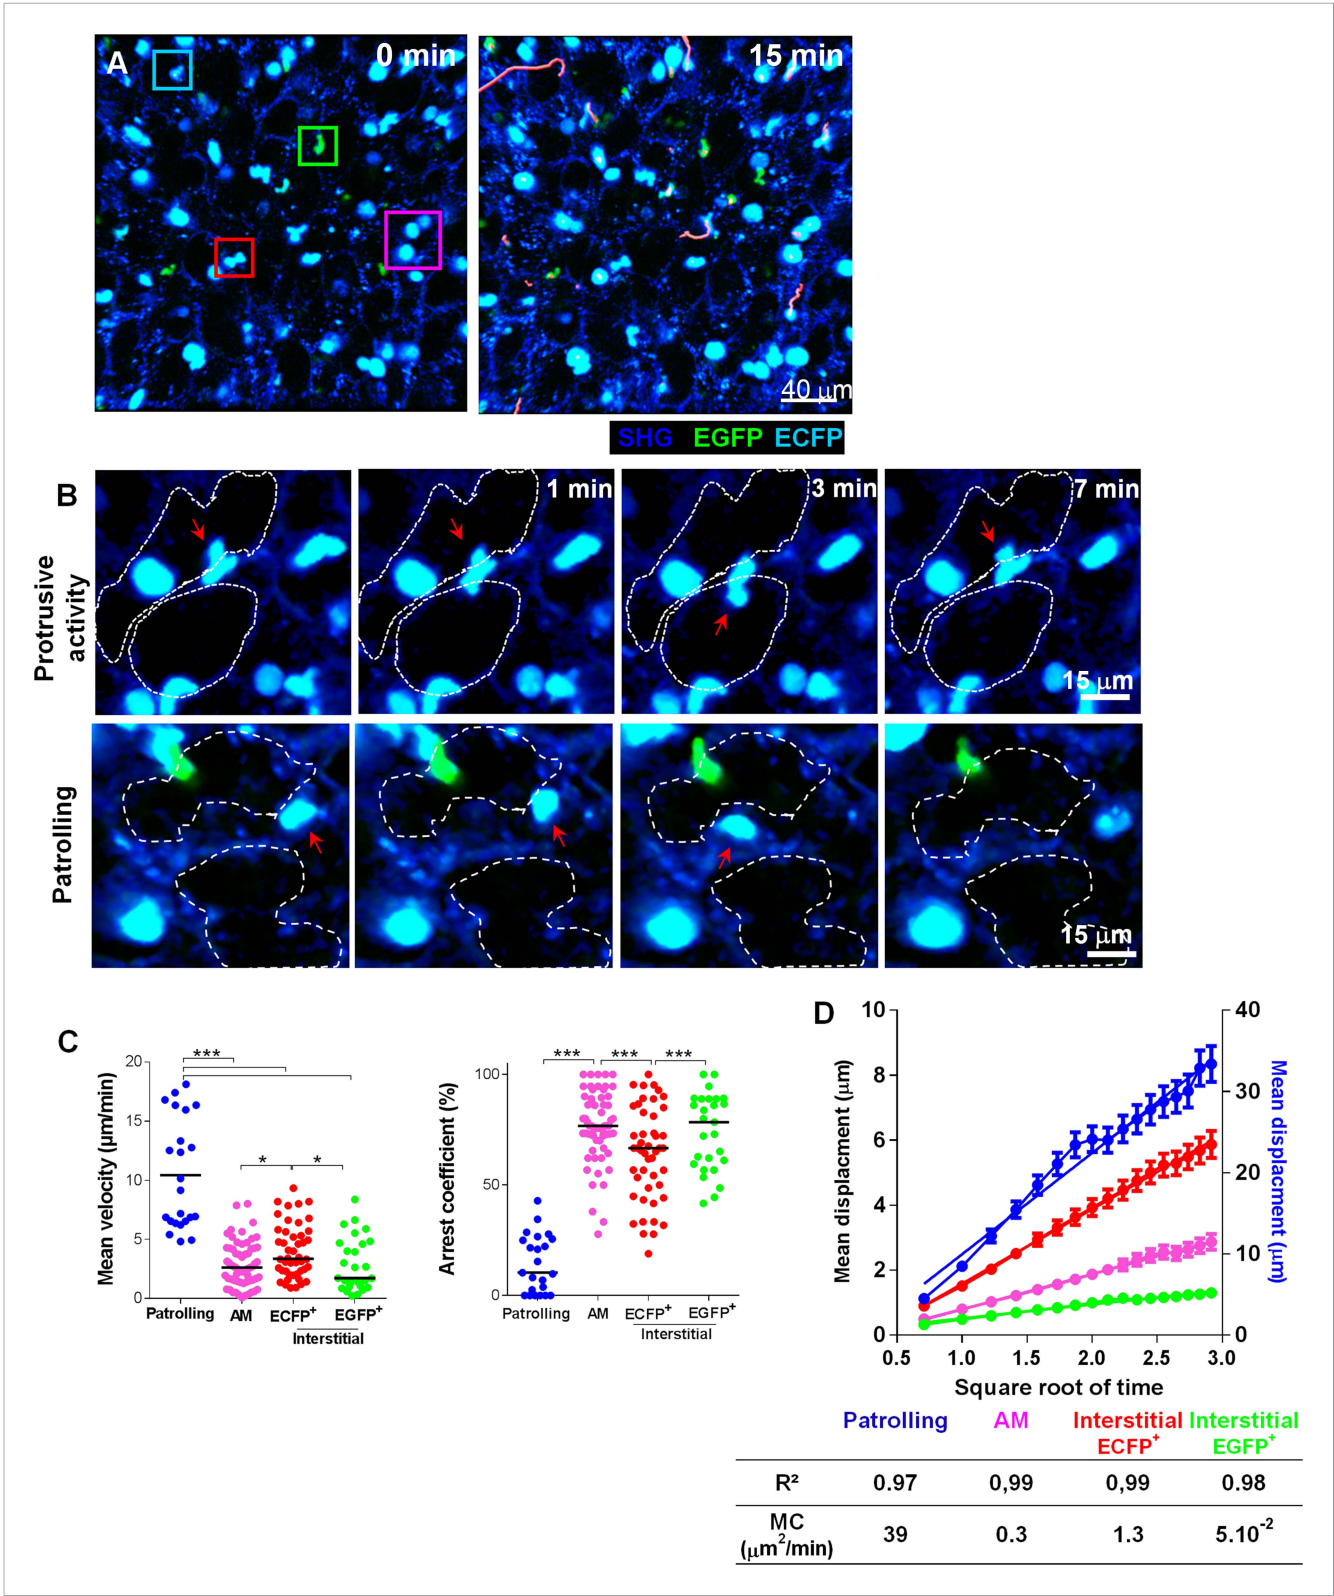 A
0 min
15 min
40 μm
SHG EGFP ECFP
B
1 min
3 min
7 min
Protrusive
activity
15 μm
Patrolling
15 μm
C
Mean velocity (μm/min)
20
15
10
5
0
***
*
*
Patrolling
AM
ECFP+
EGFP+
Interstitial
Arrest coefficient (%)
100
50
0
***
***
***
Patrolling
AM
ECFP+
EGFP+
Interstitial
D
Mean displacment (μm)
10
8
6
4
2
0
40
30
20
10
0
Mean displacment (μm)
0.5 1.0 1.5 2.0 2.5 3.0
Square root of time
Patrolling AM Interstitial Interstitial
ECFP+ EGFP+
R² 0.97 0,99 0,99 0.98
MC
(μm2/min) 39 0.3 1.3 5.10-2